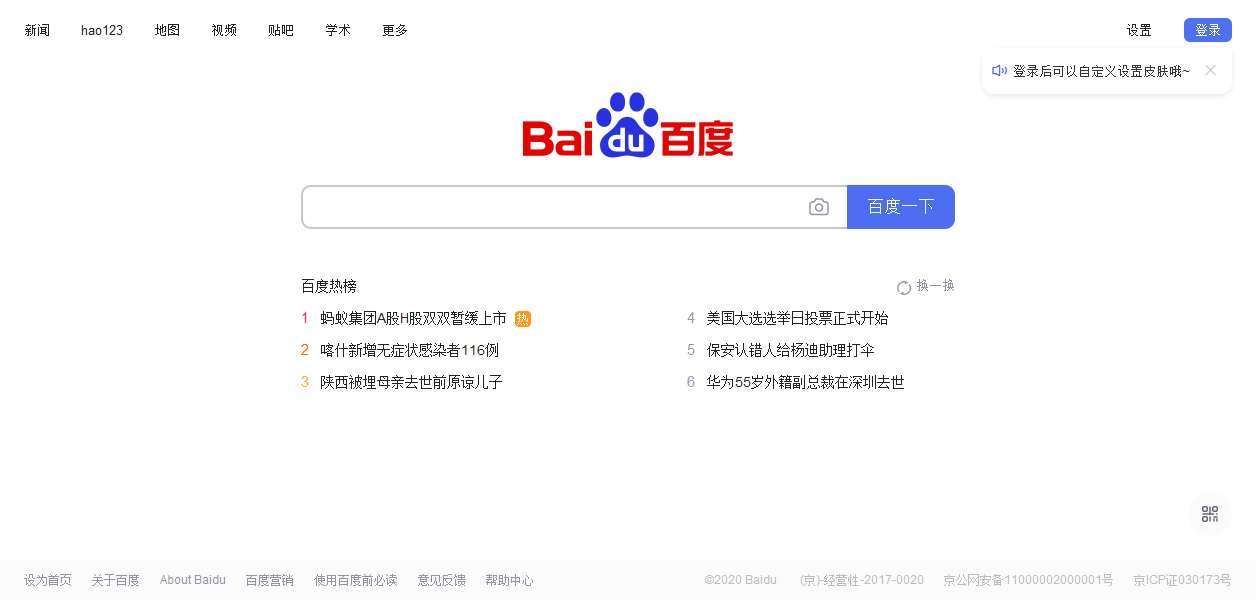 新闻 hao123 地图 视频 贴吧 学术 更多 设置 登录
登录后可以自定义设置皮肤哦~
Baidu百度
百度一下
百度热榜 换一换
1 蚂蚁集团A股H股双双暂缓上市 热
4 美国大选选举日投票正式开始
2 喀什新增无症状感染者116例
5 保安认错人给杨迪助理打伞
3 陕西被埋母亲去世前原谅儿子
6 华为55岁外籍副总裁在深圳去世
设为首页 关于百度 About Baidu 百度营销 使用百度前必读 意见反馈 帮助中心 ©2020 Baidu (京)-经营性-2017-0020 京公网安备11000002000001号 京ICP证030173号